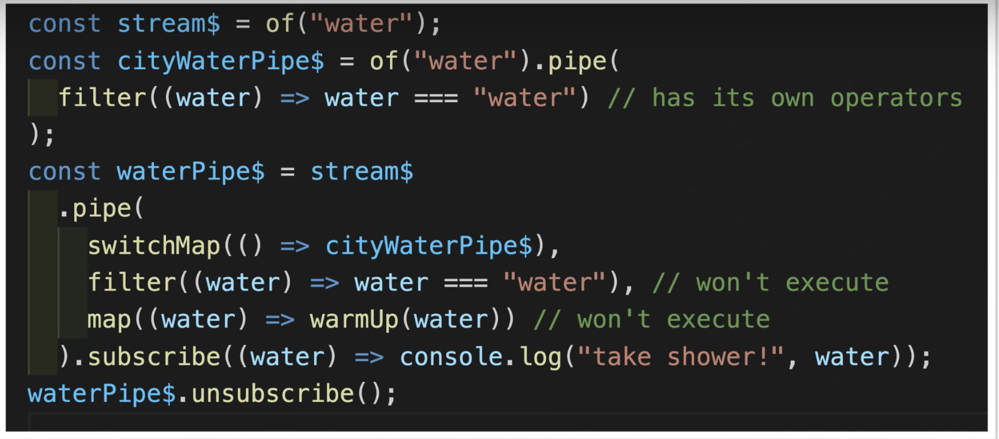 const stream$ = of("water");
const cityWaterPipe$ = of("water").pipe(
  filter((water) => water === "water") // has its own operators
);
const waterPipe$ = stream$
  .pipe(
    switchMap(() => cityWaterPipe$),
    filter((water) => water === "water"), // won't execute
    map((water) => warmUp(water)) // won't execute
  ).subscribe((water) => console.log("take shower!", water));
waterPipe$.unsubscribe();